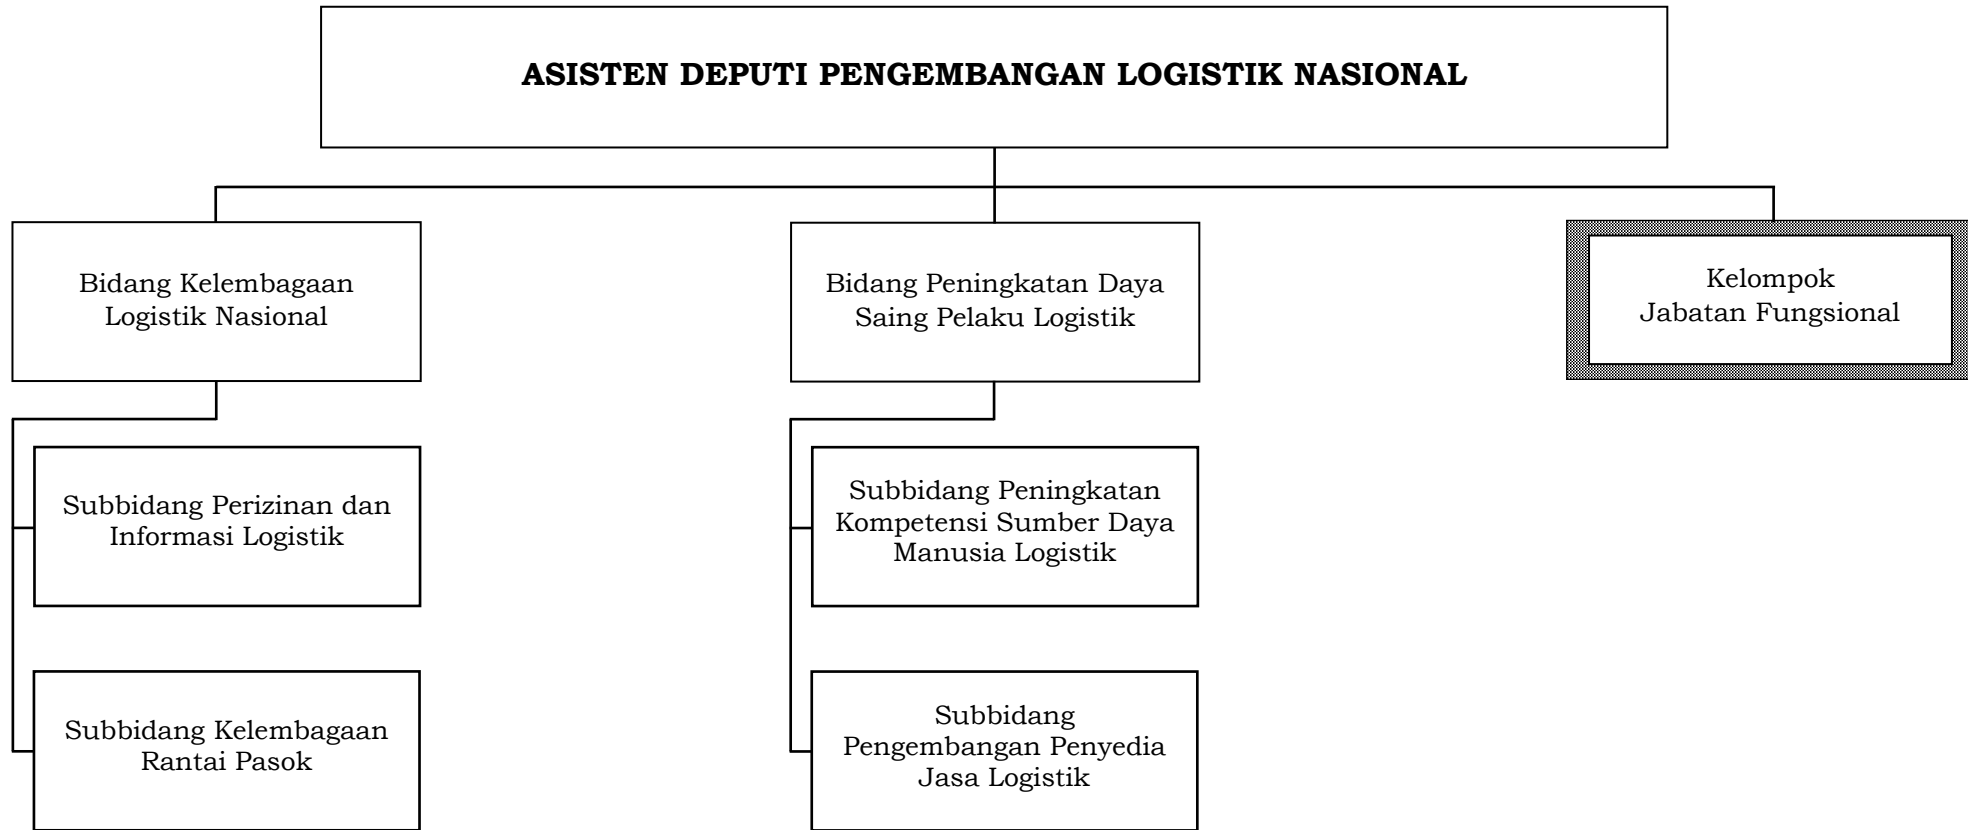 ASISTEN DEPUTI PENGEMBANGAN LOGISTIK NASIONAL
Bidang Kelembagaan
Logistik Nasional
Bidang Peningkatan Daya
Saing Pelaku Logistik
Kelompok
Jabatan Fungsional
Subbidang Perizinan dan
Informasi Logistik
Subbidang Peningkatan
Kompetensi Sumber Daya
Manusia Logistik
Subbidang Kelembagaan
Rantai Pasok
Subbidang
Pengembangan Penyedia
Jasa Logistik